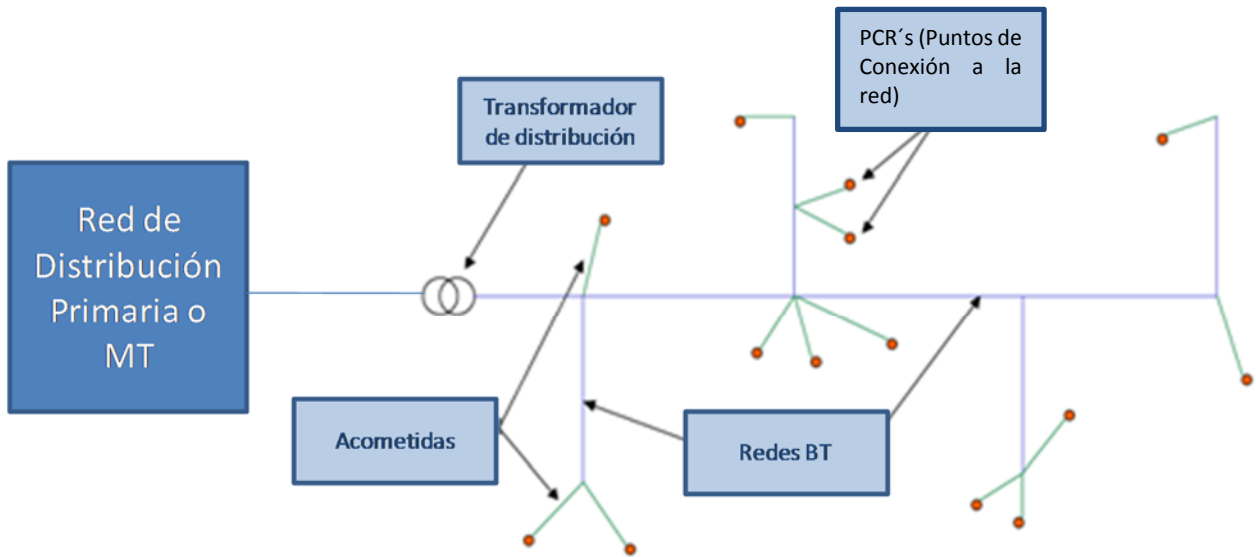 PCR´s (Puntos de
Conexión a la
red)
Transformador
de distribución
Red de
Distribución
Primaria o
MT
Acometidas
Redes BT